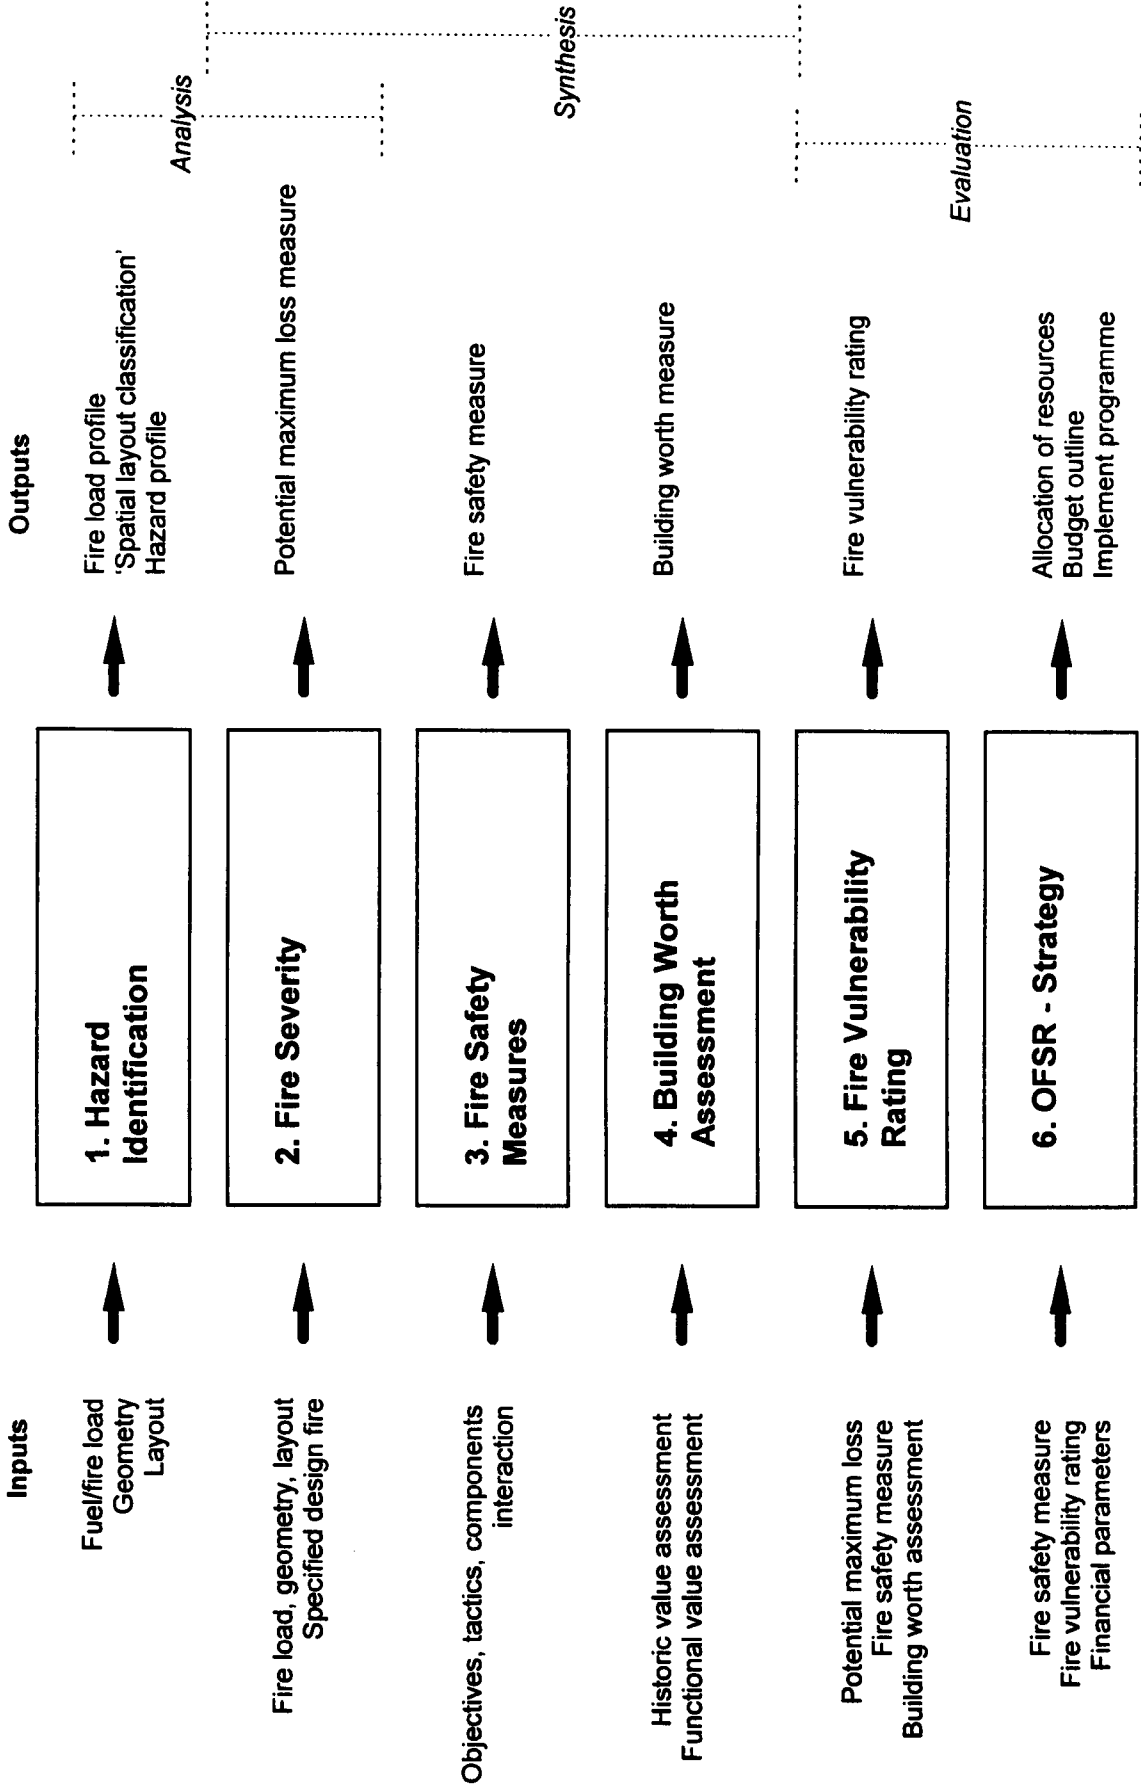 Inputs
Outputs
Fuel/fire load
Geometry
Layout
1. Hazard
Identification
Fire load profile
'Spatial layout classification'
Hazard profile
Analysis
Fire load, geometry, layout
Specified design fire
2. Fire Severity
Potential maximum loss measure
Objectives, tactics, components
interaction
3. Fire Safety
Measures
Fire safety measure
Synthesis
Historic value assessment
Functional value assessment
4. Building Worth
Assessment
Building worth measure
Potential maximum loss
Fire safety measure
Building worth assessment
5. Fire Vulnerability
Rating
Fire vulnerability rating
Evaluation
Fire safety measure
Fire vulnerability rating
Financial parameters
6. OFSR - Strategy
Allocation of resources
Budget outline
Implement programme